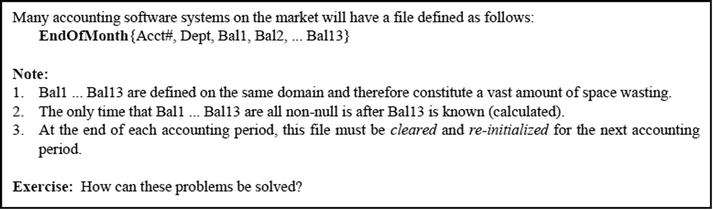 Many accounting software systems on the market will have a file defined as follows:
EndOfMonth{Acct#, Dept, Bal1, Bal2, ... Bal13}
Note:
1. Bal1 ... Bal13 are defined on the same domain and therefore constitute a vast amount of space wasting.
2. The only time that Bal1 ... Bal13 are all non-null is after Bal13 is known (calculated).
3. At the end of each accounting period, this file must be cleared and re-initialized for the next accounting
period.
Exercise: How can these problems be solved?